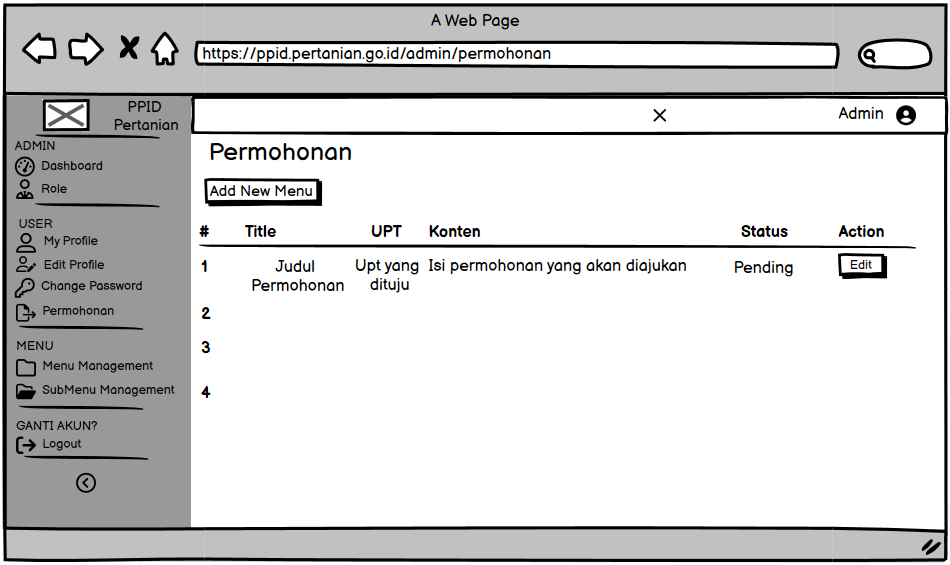 A Web Page
https://ppid.pertanian.go.id/admin/permohonan
PPID
Pertanian
Admin
ADMIN
Dashboard
Role
USER
My Profile
Edit Profile
Change Password
Permohonan
MENU
Menu Management
SubMenu Management
GANTI AKUN?
Logout
Permohonan
Add New Menu
# Title UPT Konten Status Action
1 Judul Permohonan Upt yang dituju Isi permohonan yang akan diajukan Pending Edit
2
3
4